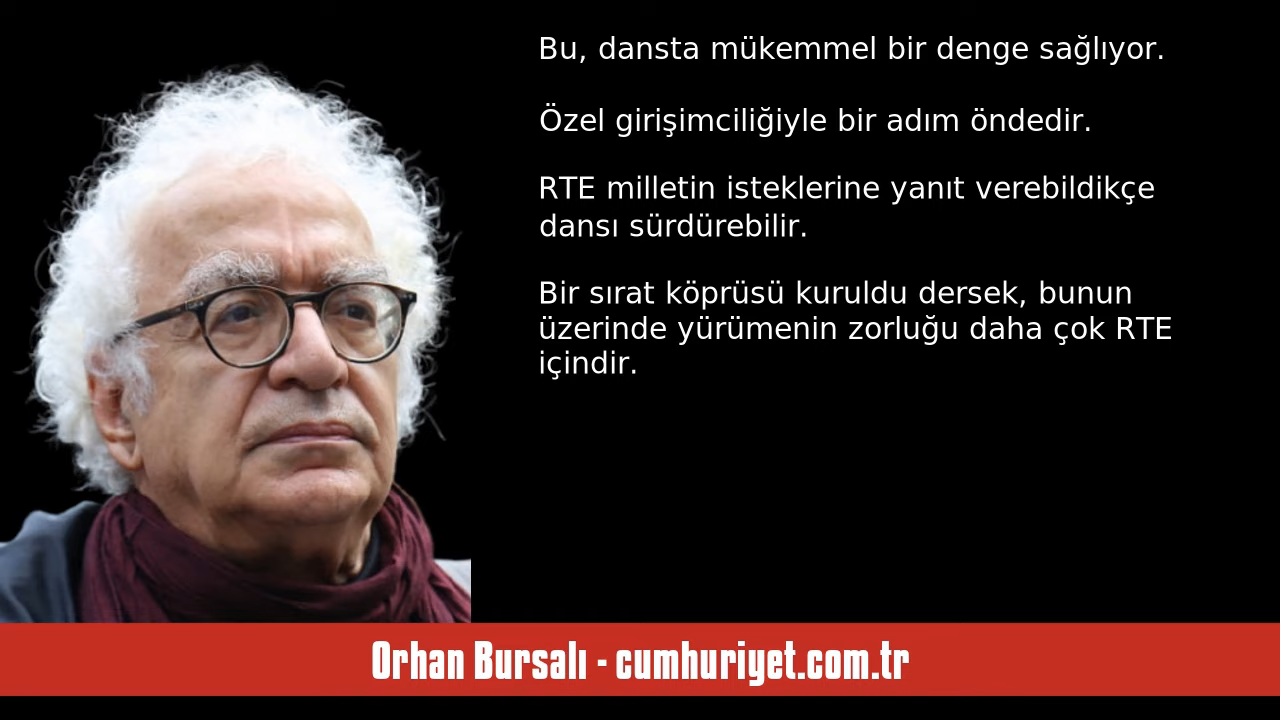 Bu, dansta mükemmel bir denge sağlıyor.
Özel girişimciliğiyle bir adım öndedir.
RTE milletin isteklerine yanıt verebildikçe
dansı sürdürebilir.
Bir sırat köprüsü kuruldu dersek, bunun
üzerinde yürümenin zorluğu daha çok RTE
içindir.
Orhan Bursalı - cumhuriyet.com.tr